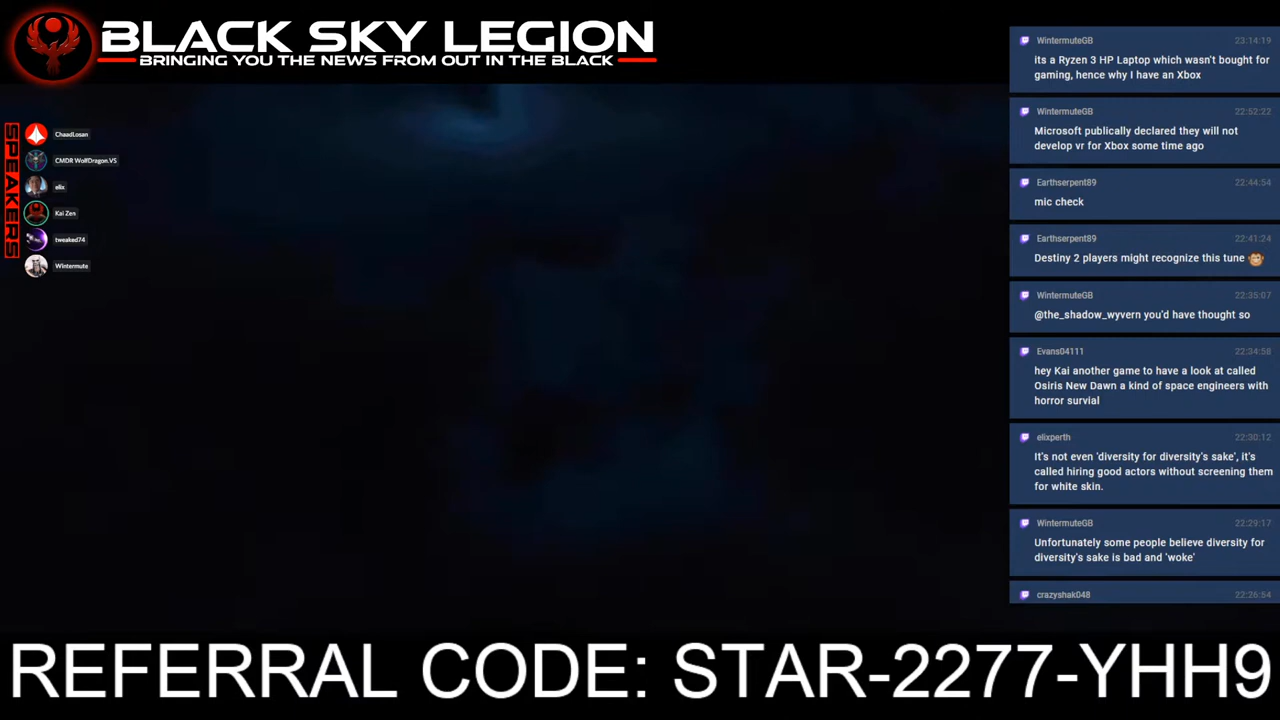 BLACK SKY LEGION
BRINGING YOU THE NEWS FROM OUT IN THE BLACK
SPEAKERS
ChaadLosan
CMDR WolfDragon.VS
elix
Kai Zen
tweaked74
Wintermute
WintermuteGB 23:14:19
its a Ryzen 3 HP Laptop which wasn't bought for
gaming, hence why I have an Xbox
WintermuteGB 22:52:22
Microsoft publically declared they will not
develop vr for Xbox some time ago
Earthserpent89 22:44:54
mic check
Earthserpent89 22:41:24
Destiny 2 players might recognize this tune
WintermuteGB 22:35:07
@the_shadow_wyvern you'd have thought so
Evans04111 22:34:58
hey Kai another game to have a look at called
Osiris New Dawn a kind of space engineers with
horror survial
elixperth 22:30:12
It's not even 'diversity for diversity's sake', it's
called hiring good actors without screening them
for white skin.
WintermuteGB 22:29:17
Unfortunately some people believe diversity for
diversity's sake is bad and 'woke'
crazyshak048 22:26:54
REFERRAL CODE: STAR-2277-YHH9